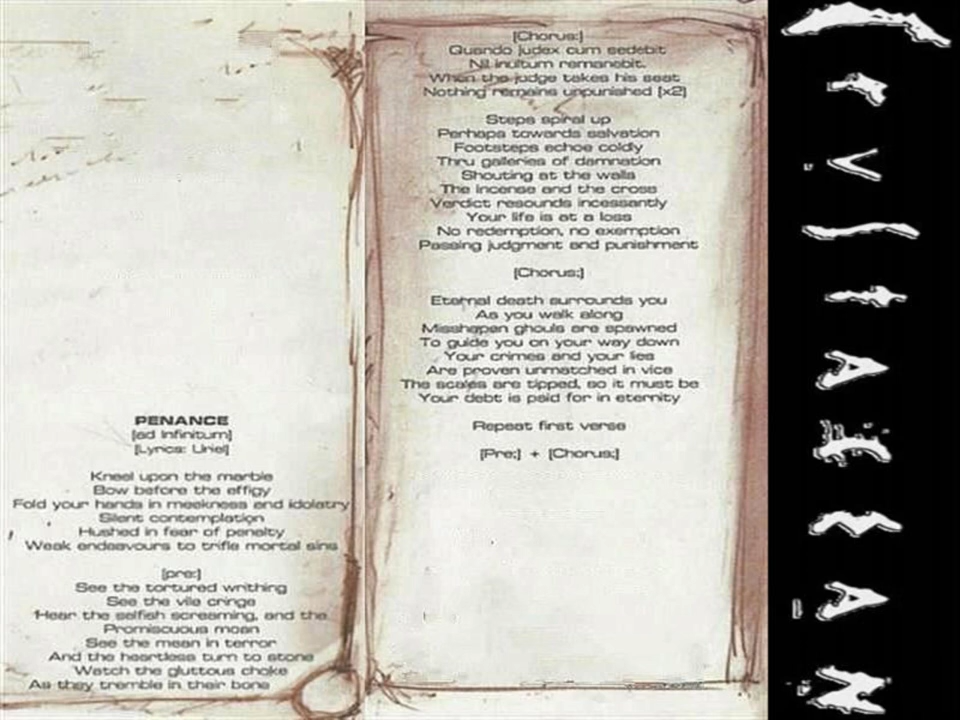 PENANCE
[ad Infinitum]
[Lyrics: Uriel]
Kneel upon the marble
Bow before the effigy
Fold your hands in meekness and idolatry
Silent contemplation
Hushed in fear of penalty
Weak endeavours to trifle mortal sins
[pre:]
See the tortured writhing
See the vile cringe
Hear the selfish screaming, and the
Promiscuous moan
See the mean in terror
And the heartless turn to stone
Watch the gluttous choke
As they tremble in their bone
[Chorus:]
Quando judex cum sedebit
Nil inultum remanebit.
When the judge takes his seat
Nothing remains unpunished [x2]
Steps spiral up
Perhaps towards salvation
Footsteps echoe coldly
Thru galleries of damnation
Shouting at the walls
The incense and the cross
Verdict resounds incessantly
Your life is at a loss
No redemption, no exemption
Passing judgment and punishment
[Chorus:]
Eternal death surrounds you
As you walk along
Misshapen ghouls are spawned
To guide you on your way down
Your crimes and your lies
Are proven unmatched in vice
The scales are tipped, so it must be
Your debt is paid for in eternity
Repeat first verse
[Pre:] + [Chorus:]